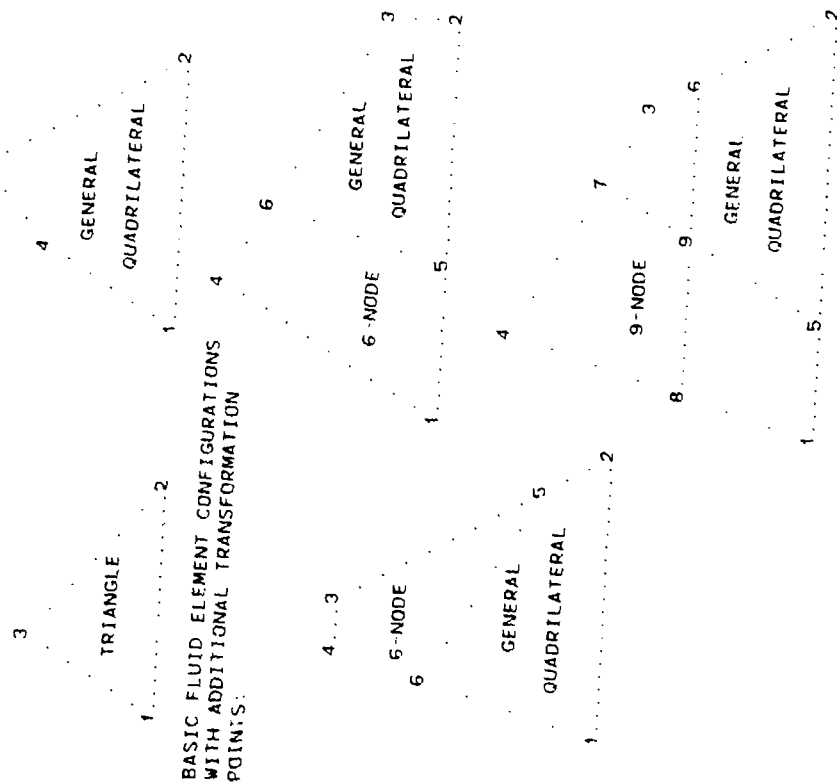 3
TRIANGLE
1
2
4
GENERAL
QUADRILATERAL
1
2
BASIC FLUID ELEMENT CONFIGURATIONS
WITH ADDITIONAL TRANSFORMATION
POINTS:
4
3
6-NODE
6
5
GENERAL
QUADRILATERAL
1
2
4
6
3
6-NODE
GENERAL
QUADRILATERAL
1
5
2
4
7
3
9-NODE
8
9
6
GENERAL
QUADRILATERAL
1
5
2